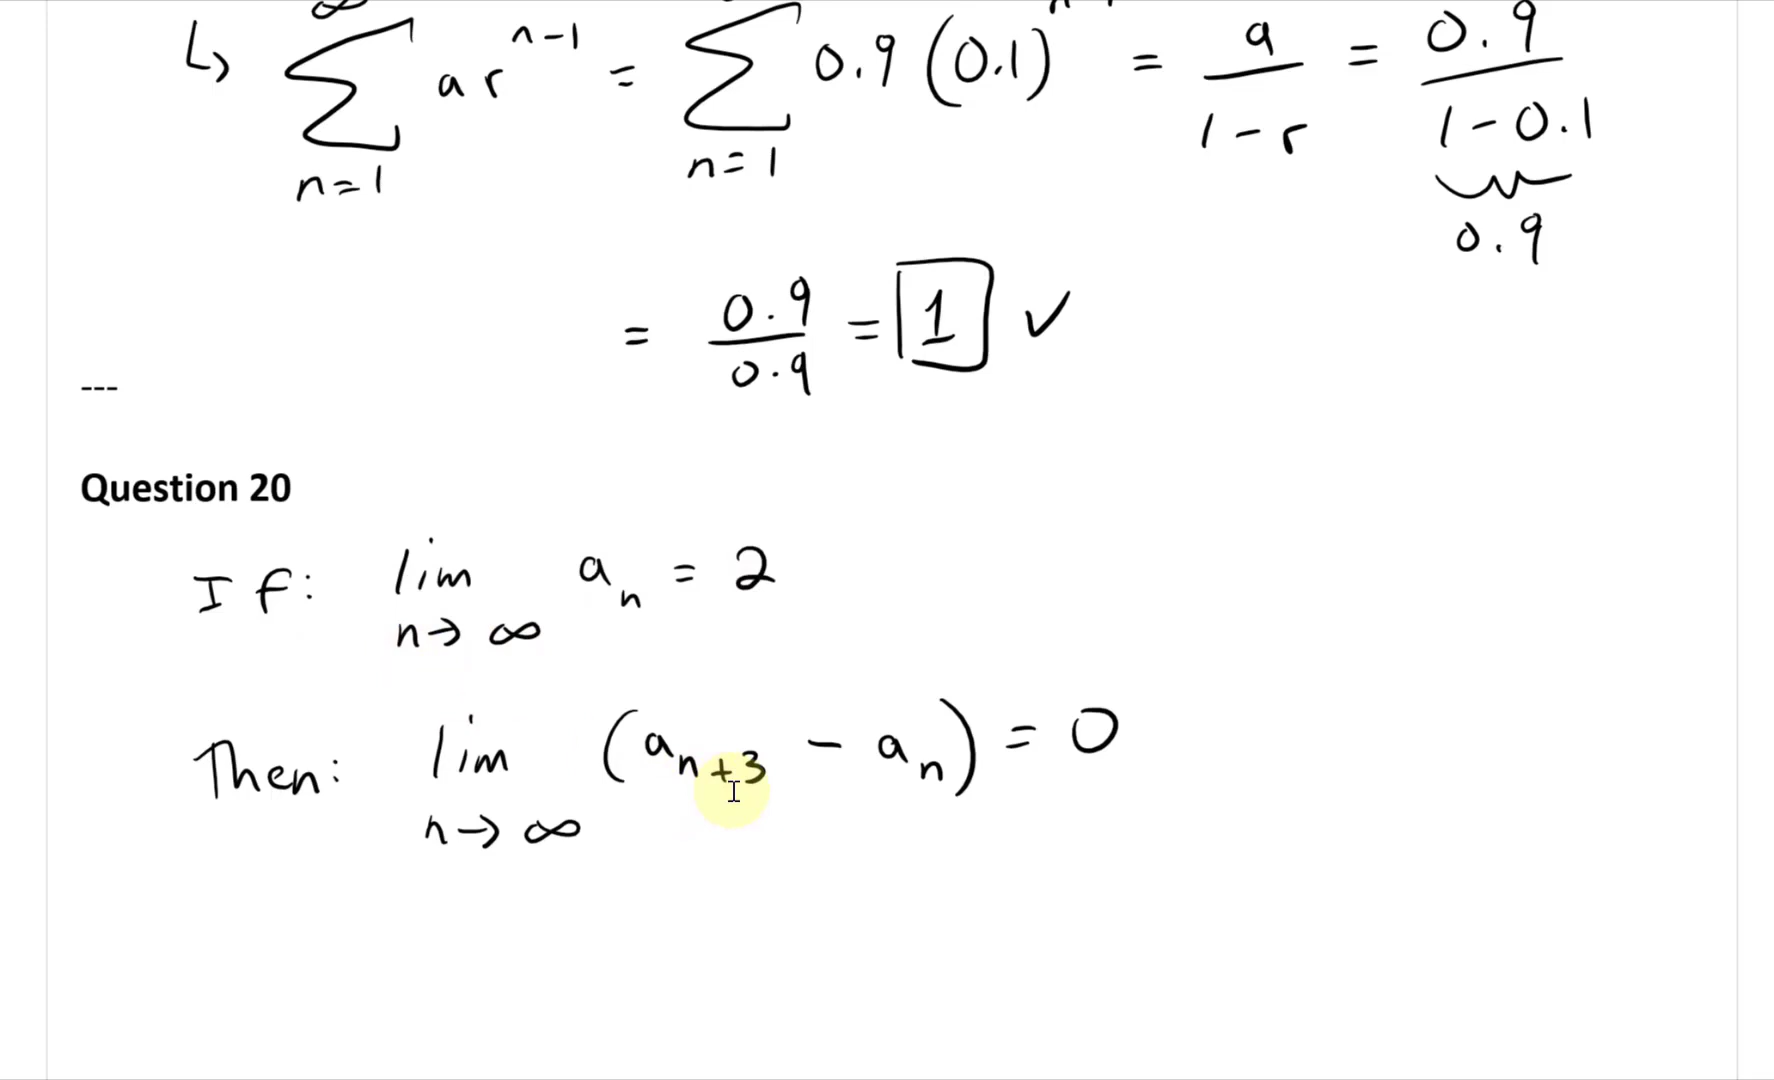 ↳ ∞ ∑ n=1 a r^(n-1) = ∑ n=1 0.9 (0.1) = a / (1 - r) = 0.9 / (1 - 0.1)
0.9
= 0.9 / 0.9 = 1 ✓
---
Question 20
If: lim n→∞ a_n = 2
Then: lim n→∞ (a_(n+3) - a_n) = 0